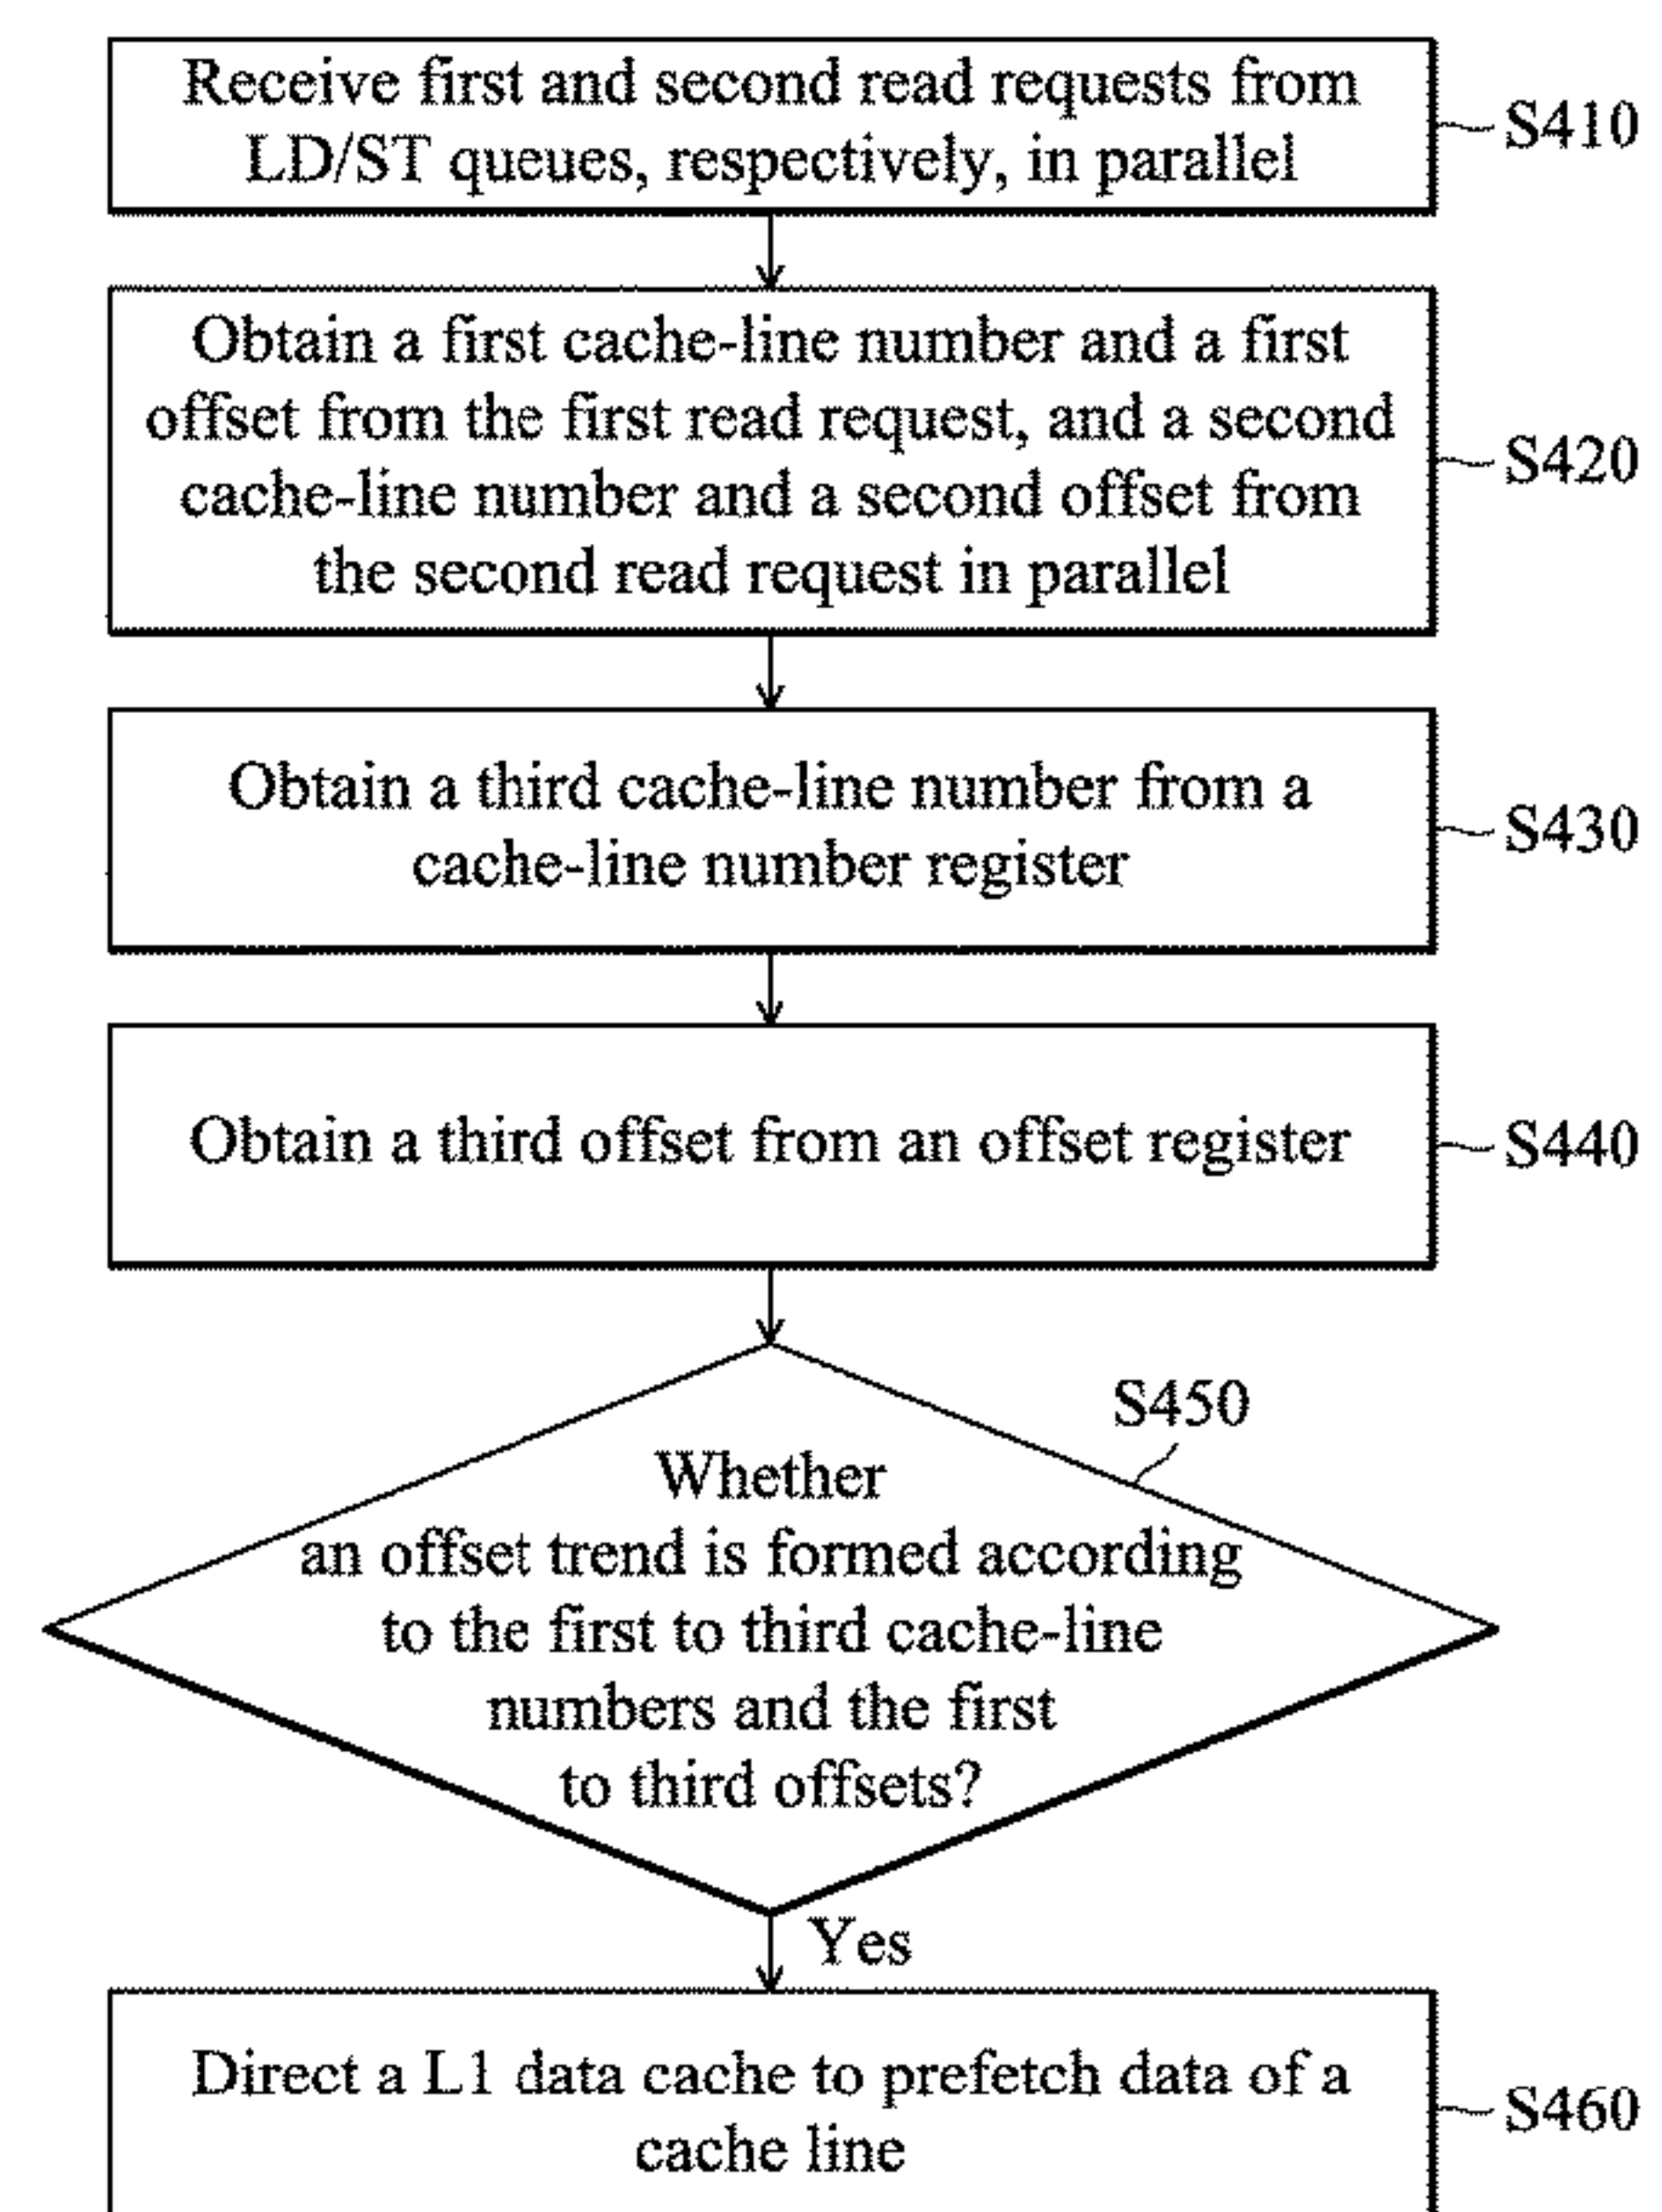 Receive first and second read requests from
LD/ST queues, respectively, in parallel
S410
Obtain a first cache-line number and a first
offset from the first read request, and a second
cache-line number and a second offset from
the second read request in parallel
S420
Obtain a third cache-line number from a
cache-line number register
S430
Obtain a third offset from an offset register
S440
S450
Whether
an offset trend is formed according
to the first to third cache-line
numbers and the first
to third offsets?
Yes
Direct a L1 data cache to prefetch data of a
cache line
S460